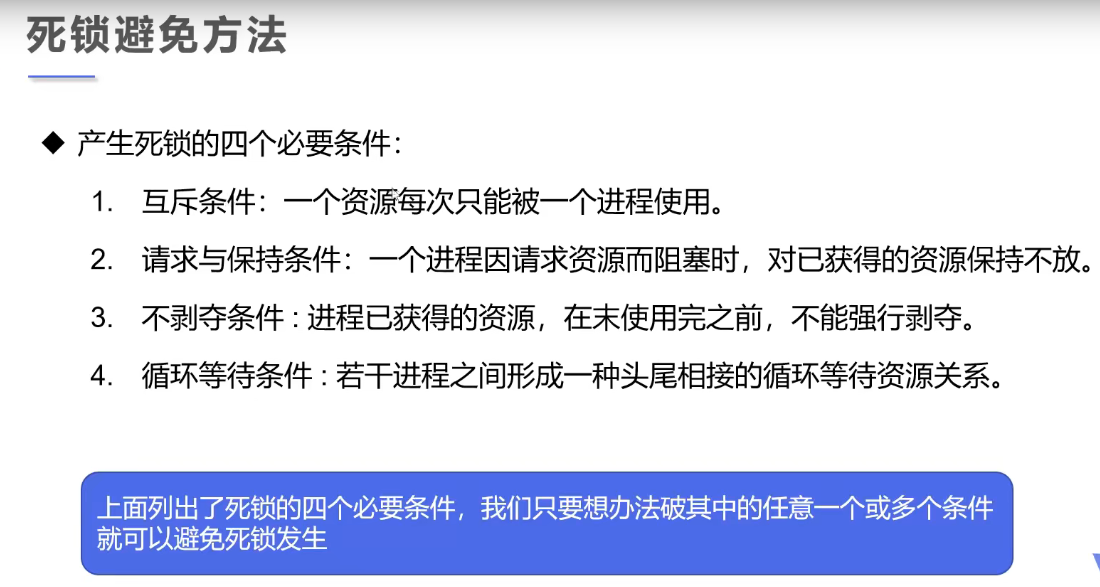 死锁避免方法
◆ 产生死锁的四个必要条件：
1. 互斥条件：一个资源每次只能被一个进程使用。
2. 请求与保持条件：一个进程因请求资源而阻塞时，对已获得的资源保持不放。
3. 不剥夺条件 : 进程已获得的资源，在末使用完之前，不能强行剥夺。
4. 循环等待条件 : 若干进程之间形成一种头尾相接的循环等待资源关系。
上面列出了死锁的四个必要条件，我们只要想办法破其中的任意一个或多个条件
就可以避免死锁发生